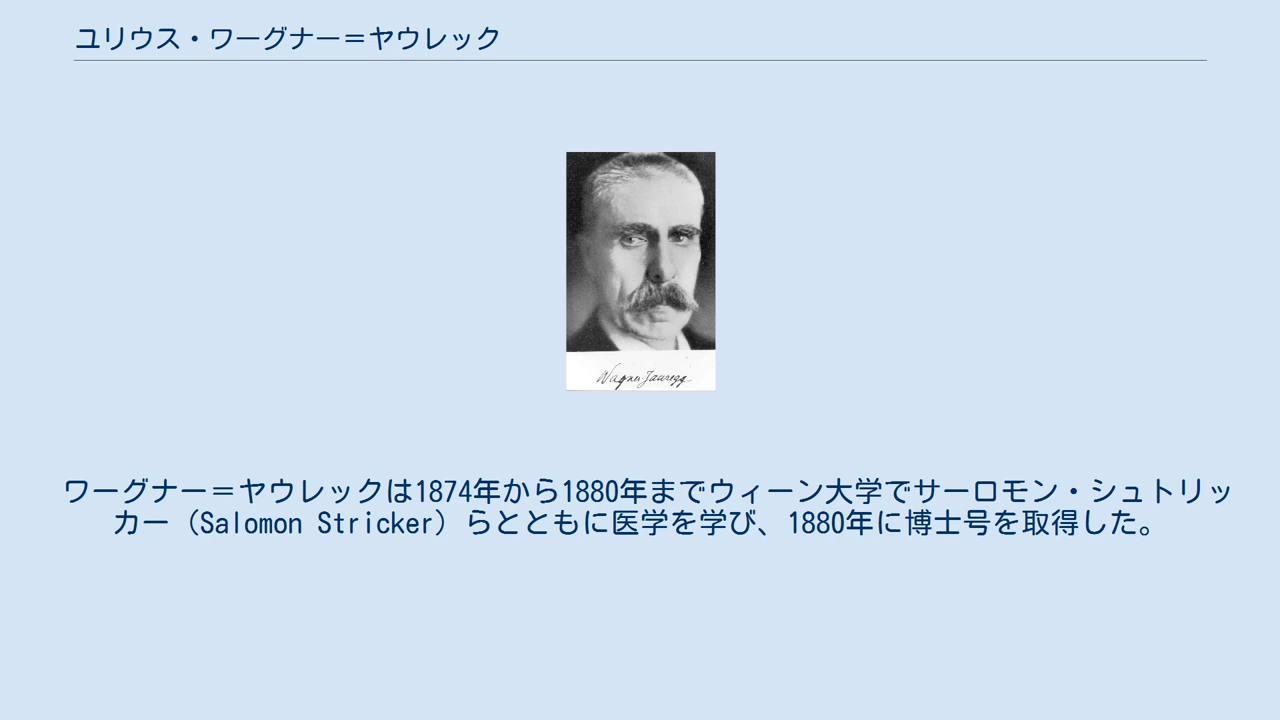 ユリウス・ワーグナー＝ヤウレック
Wagner Jauregg
ワーグナー＝ヤウレックは1874年から1880年までウィーン大学でサーロモン・シュトリッ
カー（Salomon Stricker）らとともに医学を学び、1880年に博士号を取得した。